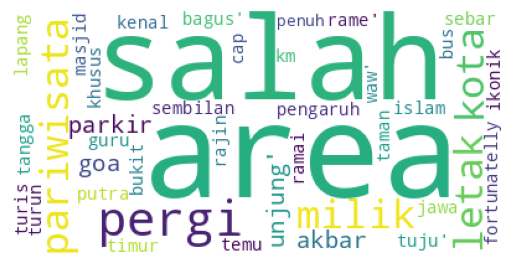 lapang
masjid
kenal
bagus'
penuh
rame'
sebar
khusus
cap
salah
km
waw'
bus
ikonik
pariwisata
sembilan
pengaruh
islam
letak
kota
parkir
area
tangga
guru
rajin
ramai
taman
goa
bukit
unjung'
fortunatelly
turis
turun
putra
pergi
milik
jawa
timur
temu
akbar
tuju'